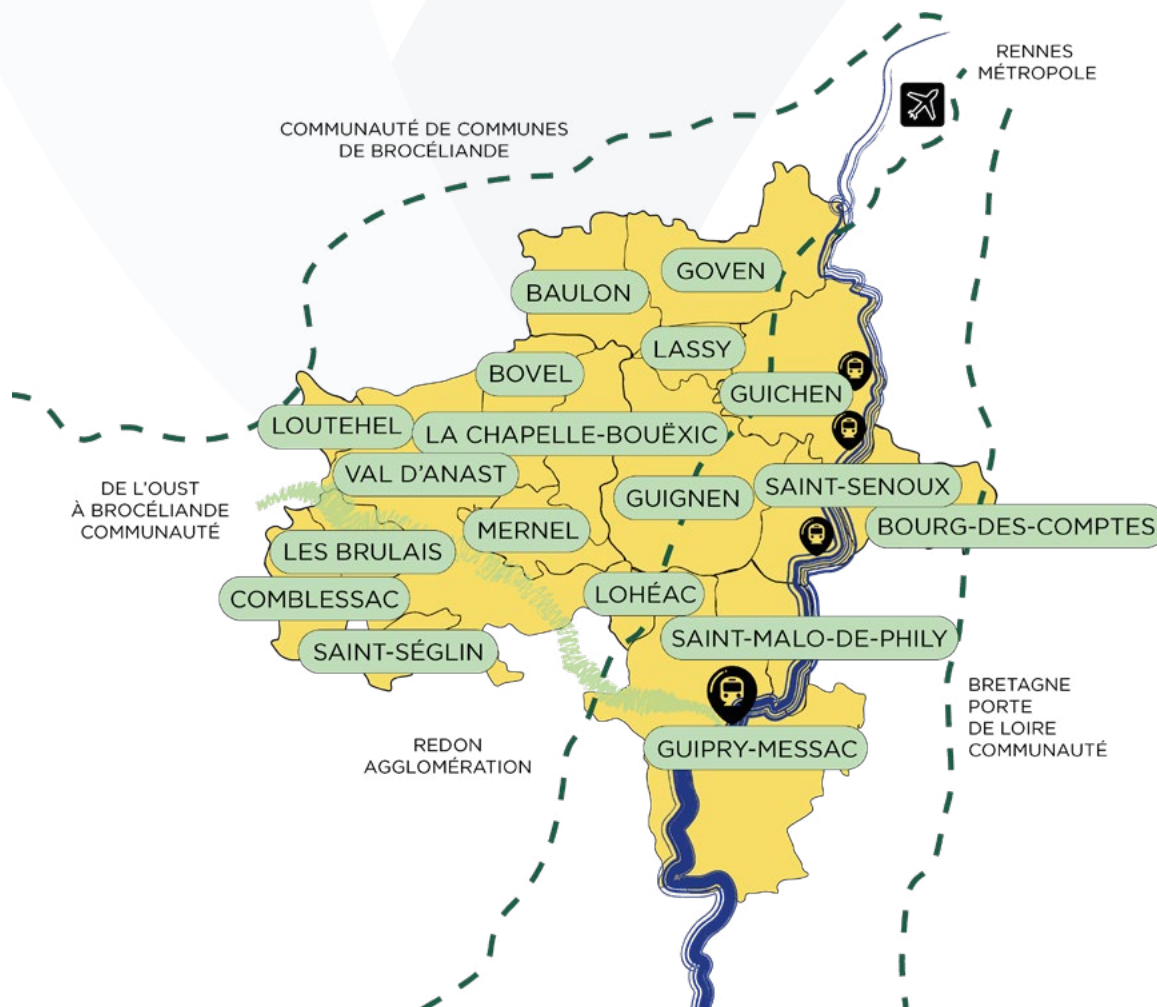 RENNES
MÉTROPOLE
COMMUNAUTÉ DE COMMUNES
DE BROCÉLIANDE
GOVEN
BAULON
LASSY
BOVEL
GUICHEN
LOUTEHEL
LA CHAPELLE-BOUËXIC
VAL D'ANAST
SAINT-SENOUX
GUIGNEN
DE L'OUST
À BROCÉLIANDE
COMMUNAUTÉ
BOURG-DES-COMPTES
MERNEL
LES BRULAIS
LOHÉAC
COMBLESSAC
SAINT-MALO-DE-PHILY
SAINT-SÉGLIN
BRETAGNE
PORTE
DE LOIRE
COMMUNAUTÉ
GUIPRY-MESSAC
REDON
AGGLOMÉRATION